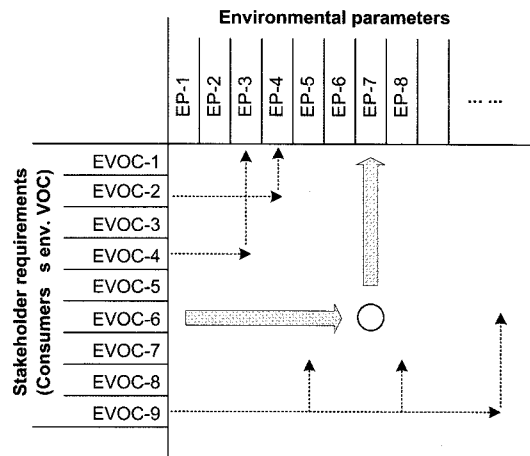 Environmental parameters
EP-1
EP-2
EP-3
EP-4
EP-5
EP-6
EP-7
EP-8
... ...
Stakeholder requirements
(Consumers s env. VOC)
EVOC-1
EVOC-2
EVOC-3
EVOC-4
EVOC-5
EVOC-6
EVOC-7
EVOC-8
EVOC-9